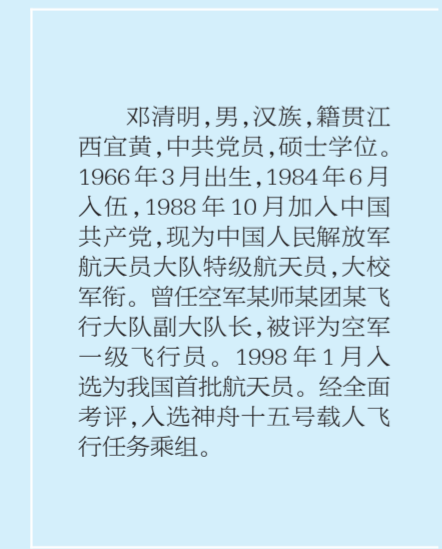 邓清明,男,汉族,籍贯江
西宜黄,中共党员,硕士学位。
1966年3月出生,1984年6月
入伍,1988年10月加入中国
共产党,现为中国人民解放军
航天员大队特级航天员,大校
军衔。曾任空军某师某团某飞
行大队副大队长,被评为空军
一级飞行员。1998年1月入
选为我国首批航天员。经全面
考评,入选神舟十五号载人飞
行任务乘组。